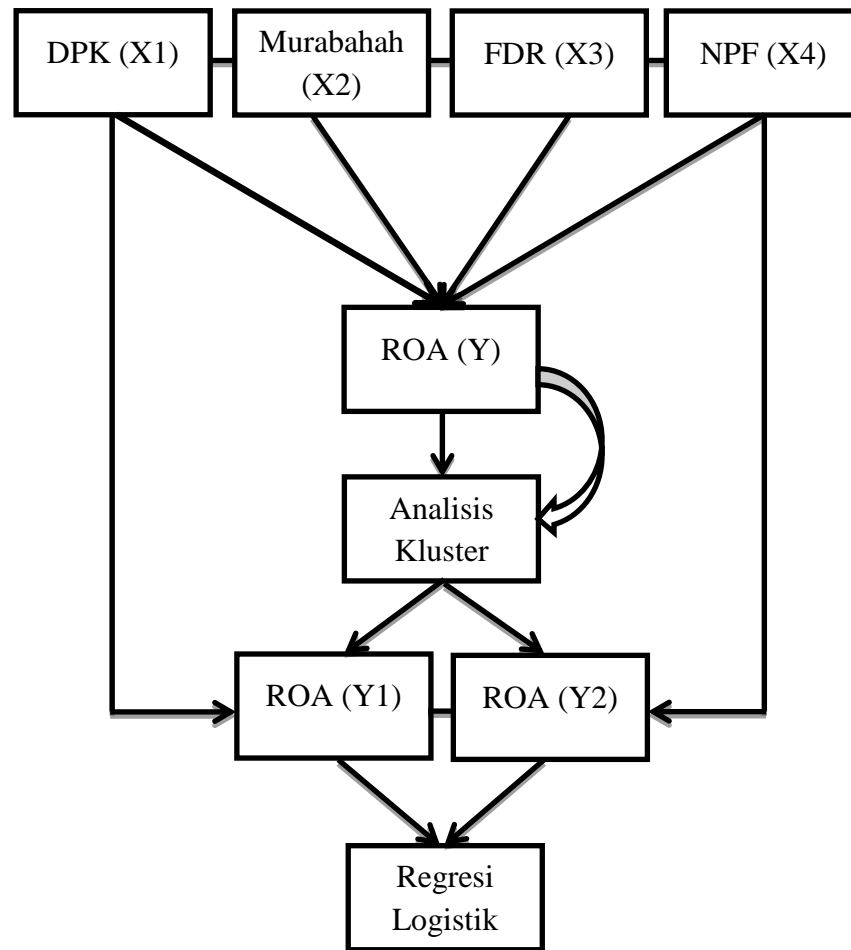 DPK (X1)
Murabahah
(X2)
FDR (X3)
NPF (X4)
ROA (Y)
Analisis
Kluster
ROA (Y1)
ROA (Y2)
Regresi
Logistik